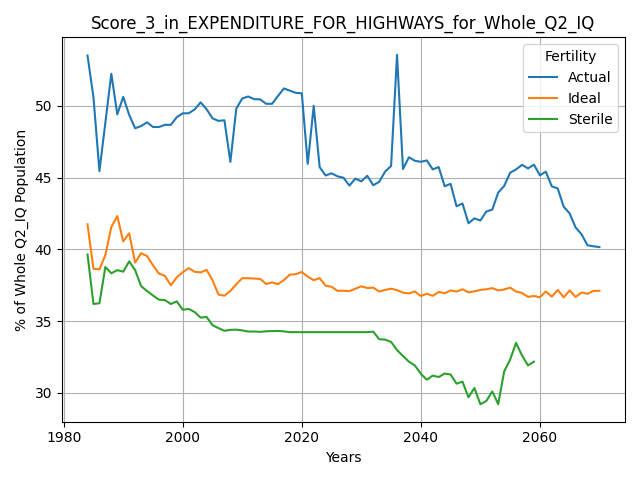 Score_3_in_EXPENDITURE_FOR_HIGHWAYS_for_Whole_Q2_IQ
Fertility
Actual
Ideal
Sterile
% of Whole Q2_IQ Population
50
45
40
35
30
1980
2000
2020
2040
2060
Years